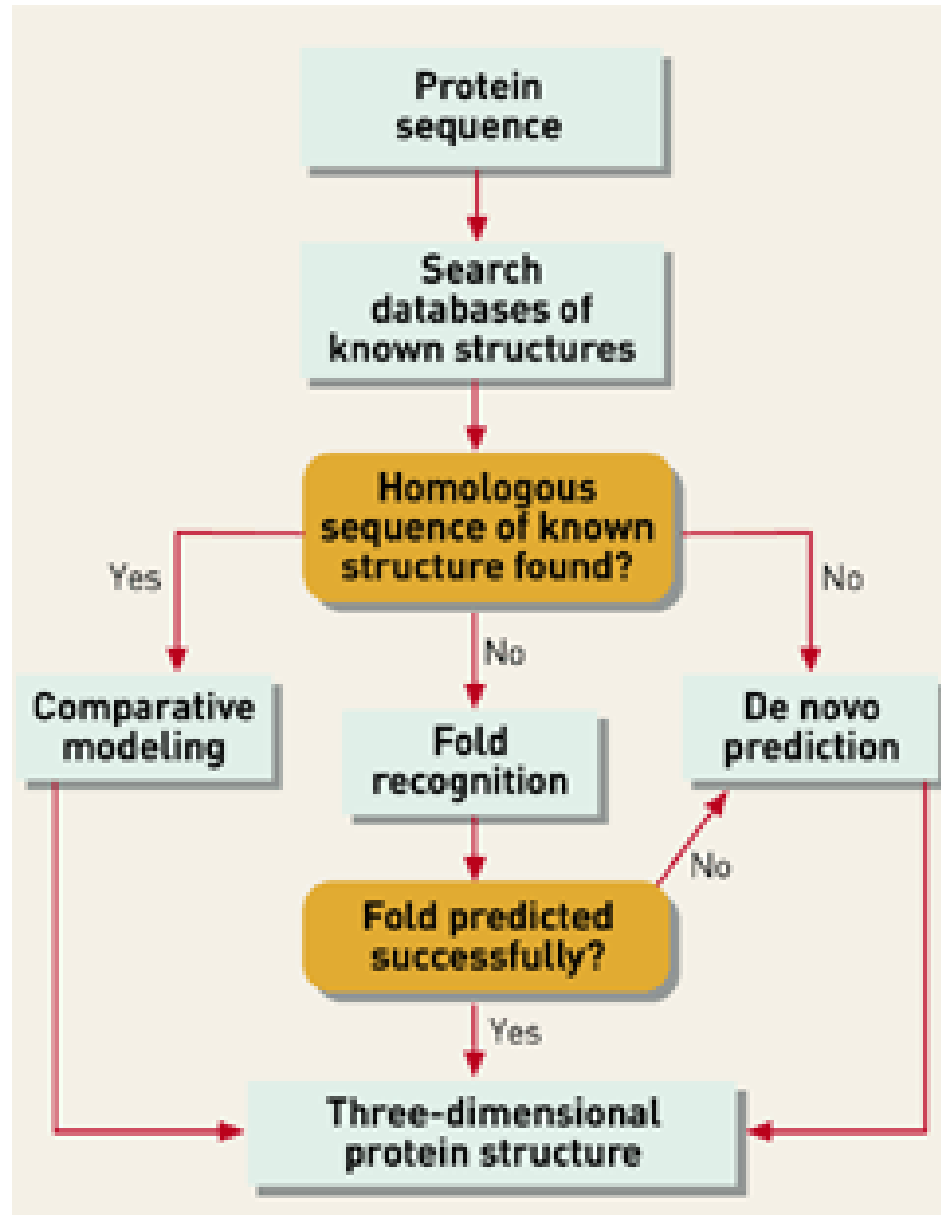 Protein
sequence
Search
databases of
known structures
Homologous
sequence of known
structure found?
Yes
No
No
Comparative
modeling
Fold
recognition
De novo
prediction
No
Fold predicted
successfully?
Yes
Three-dimensional
protein structure